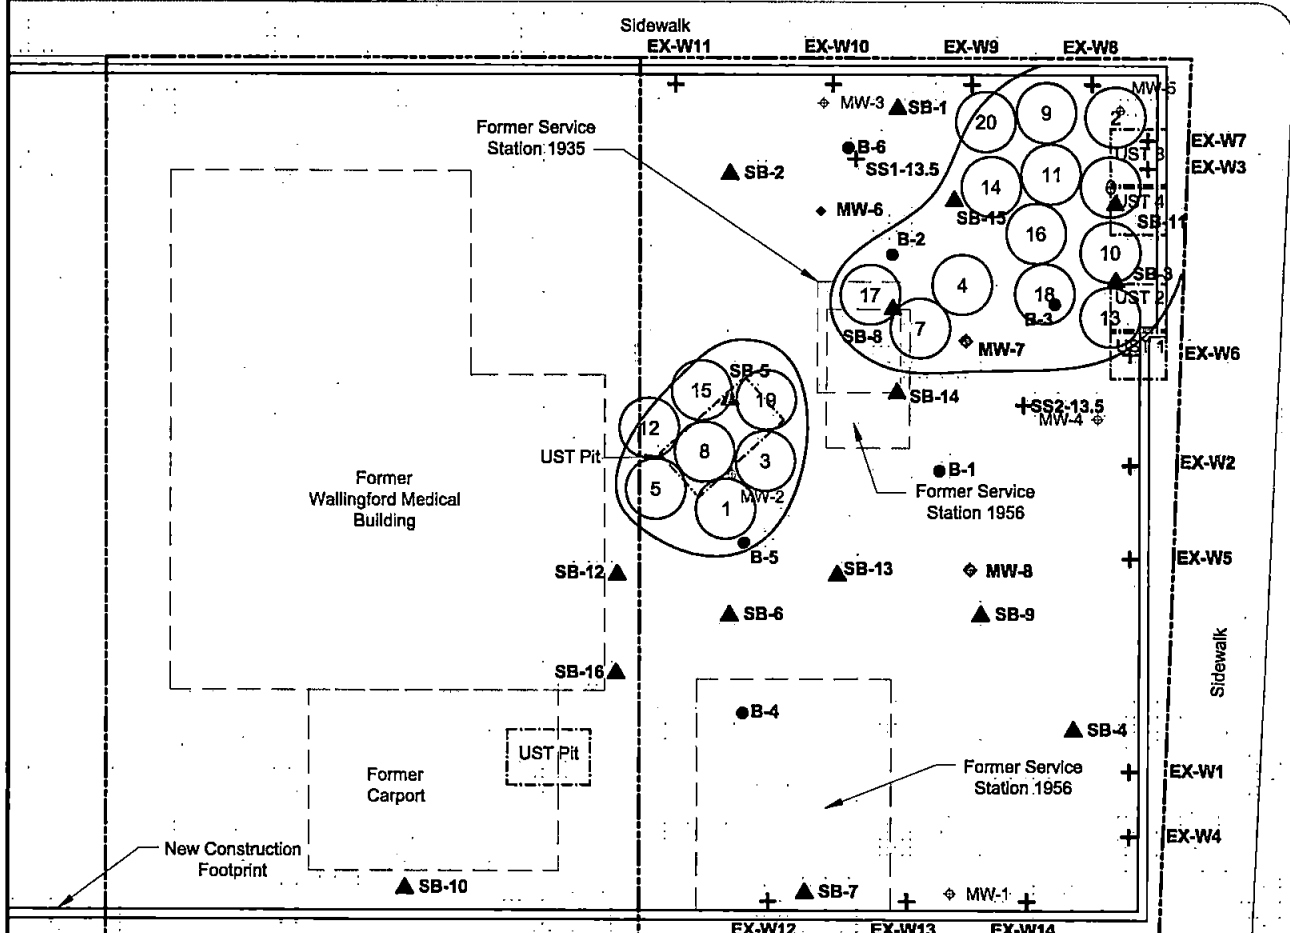 Sidewalk
EX-W11
EX-W10
EX-W9
EX-W8
MW-3
SB-1
MW-5
20
9
2
Former Service
Station 1935
B-6
SS1-13.5
EX-W7
UST 3
EX-W3
SB-2
14
11
UST 4
MW-6
SB-15
SB-11
B-2
16
10
17
4
18
SB-3
UST 2
B-3
13
SB-8
7
MW-7
UST 1
EX-W6
SB-5
15
19
SB-14
SS2-13.5
MW-4
12
8
3
UST Pit
B-1
EX-W2
Former
Wallingford Medical
Building
5
MW-2
1
Former Service
Station 1956
B-5
EX-W5
SB-12
SB-13
MW-8
SB-6
SB-9
Sidewalk
SB-16
B-4
SB-4
UST Pit
Former
Carport
Former Service
Station 1956
EX-W1
EX-W4
New Construction
Footprint
SB-10
SB-7
MW-1
EX-W12
EX-W13
EX-W14